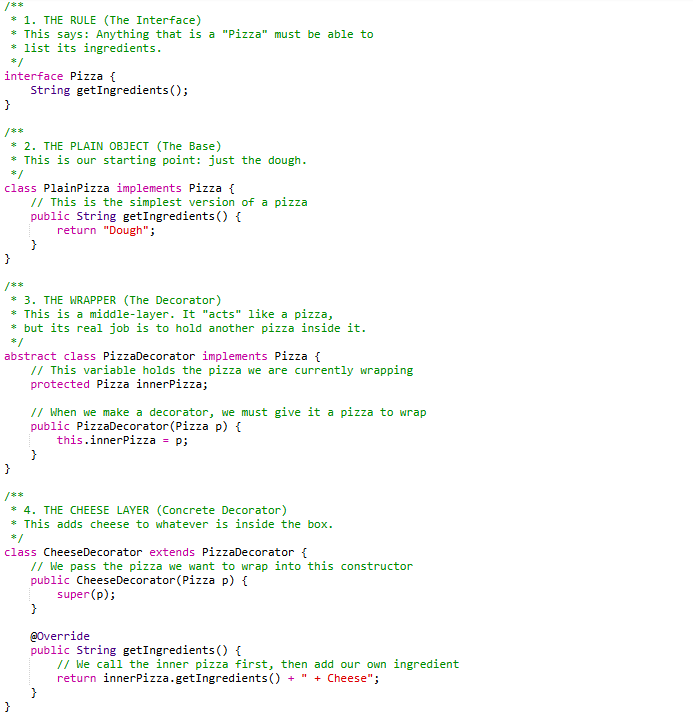 /**
 * 1. THE RULE (The Interface)
 * This says: Anything that is a "Pizza" must be able to
 * list its ingredients.
 */
interface Pizza {
    String getIngredients();
}

/**
 * 2. THE PLAIN OBJECT (The Base)
 * This is our starting point: just the dough.
 */
class PlainPizza implements Pizza {
    // This is the simplest version of a pizza
    public String getIngredients() {
        return "Dough";
    }
}

/**
 * 3. THE WRAPPER (The Decorator)
 * This is a middle-layer. It "acts" like a pizza,
 * but its real job is to hold another pizza inside it.
 */
abstract class PizzaDecorator implements Pizza {
    // This variable holds the pizza we are currently wrapping
    protected Pizza innerPizza;

    // When we make a decorator, we must give it a pizza to wrap
    public PizzaDecorator(Pizza p) {
        this.innerPizza = p;
    }
}

/**
 * 4. THE CHEESE LAYER (Concrete Decorator)
 * This adds cheese to whatever is inside the box.
 */
class CheeseDecorator extends PizzaDecorator {
    // We pass the pizza we want to wrap into this constructor
    public CheeseDecorator(Pizza p) {
        super(p);
    }

    @Override
    public String getIngredients() {
        // We call the inner pizza first, then add our own ingredient
        return innerPizza.getIngredients() + " + Cheese";
    }
}